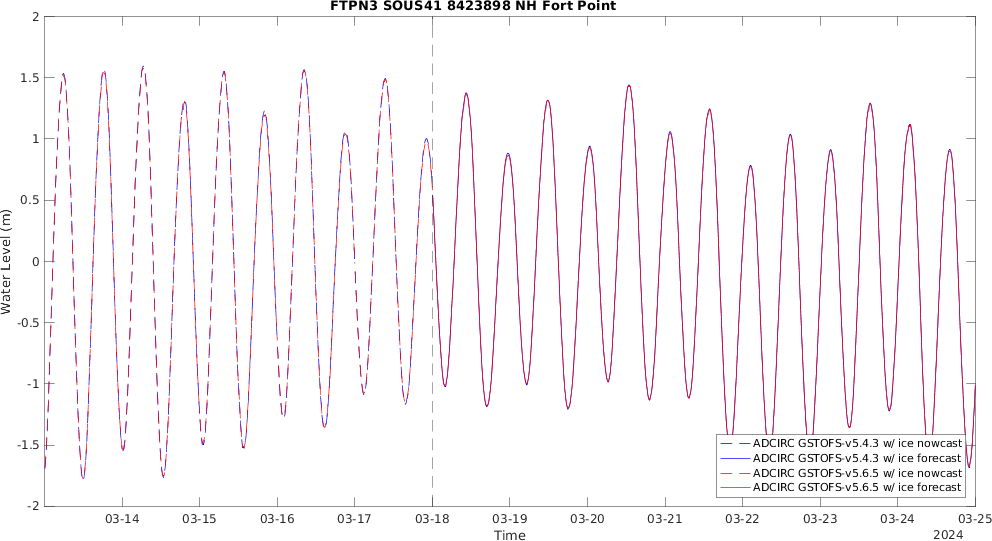 FTPN3 SOUS41 8423898 NH Fort Point
Water Level (m)
2
1.5
1
0.5
0
-0.5
-1
-1.5
-2
ADCIRC GSTOFS-v5.4.3 w/ ice nowcast
ADCIRC GSTOFS-v5.4.3 w/ ice forecast
ADCIRC GSTOFS-v5.6.5 w/ ice nowcast
ADCIRC GSTOFS-v5.6.5 w/ ice forecast
03-14 03-15 03-16 03-17 03-18 03-19 03-20 03-21 03-22 03-23 03-24 03-25
Time
2024